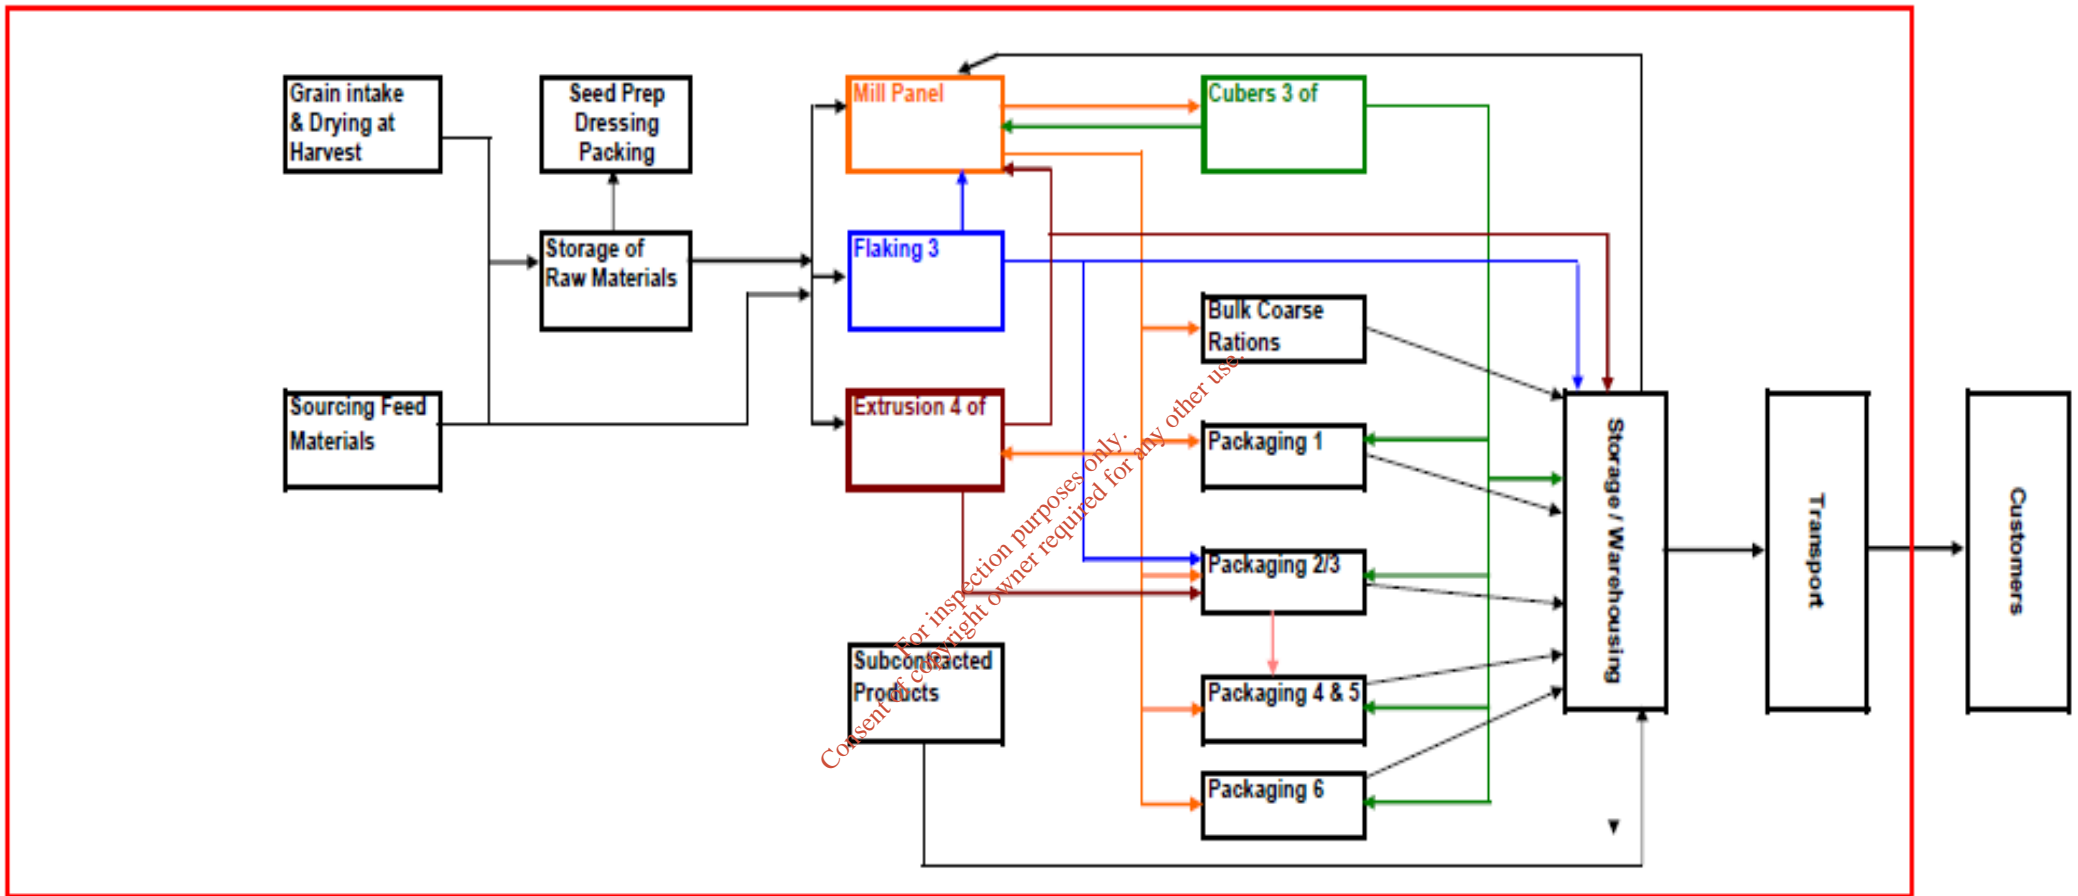 Grain intake
& Drying at
Harvest
Seed Prep
Dressing
Packing
Mill Panel
Cubers 3 of
Storage of
Raw Materials
Flaking 3
Bulk Coarse
Rations
Sourcing Feed
Materials
Extrusion 4 of
Packaging 1
Packaging 2/3
Subcontracted
Products
Packaging 4 & 5
Packaging 6
Storage / Warehousing
Transport
Customers
For inspection purposes only.
Consent of copyright owner required for any other use.